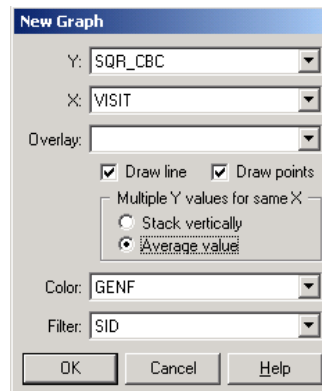 New Graph
Y: SQR_CBC
X: VISIT
Overlay:
Draw line Draw points
Multiple Y values for same X
Stack vertically
Average value
Color: GENF
Filter: SID
OK Cancel Help